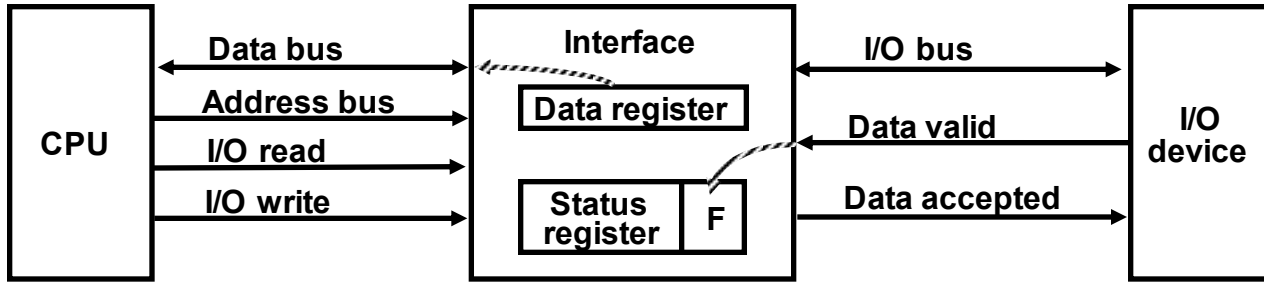 CPU
Data bus
Address bus
I/O read
I/O write
Interface
Data register
Status
register
F
I/O bus
Data valid
Data accepted
I/O
device